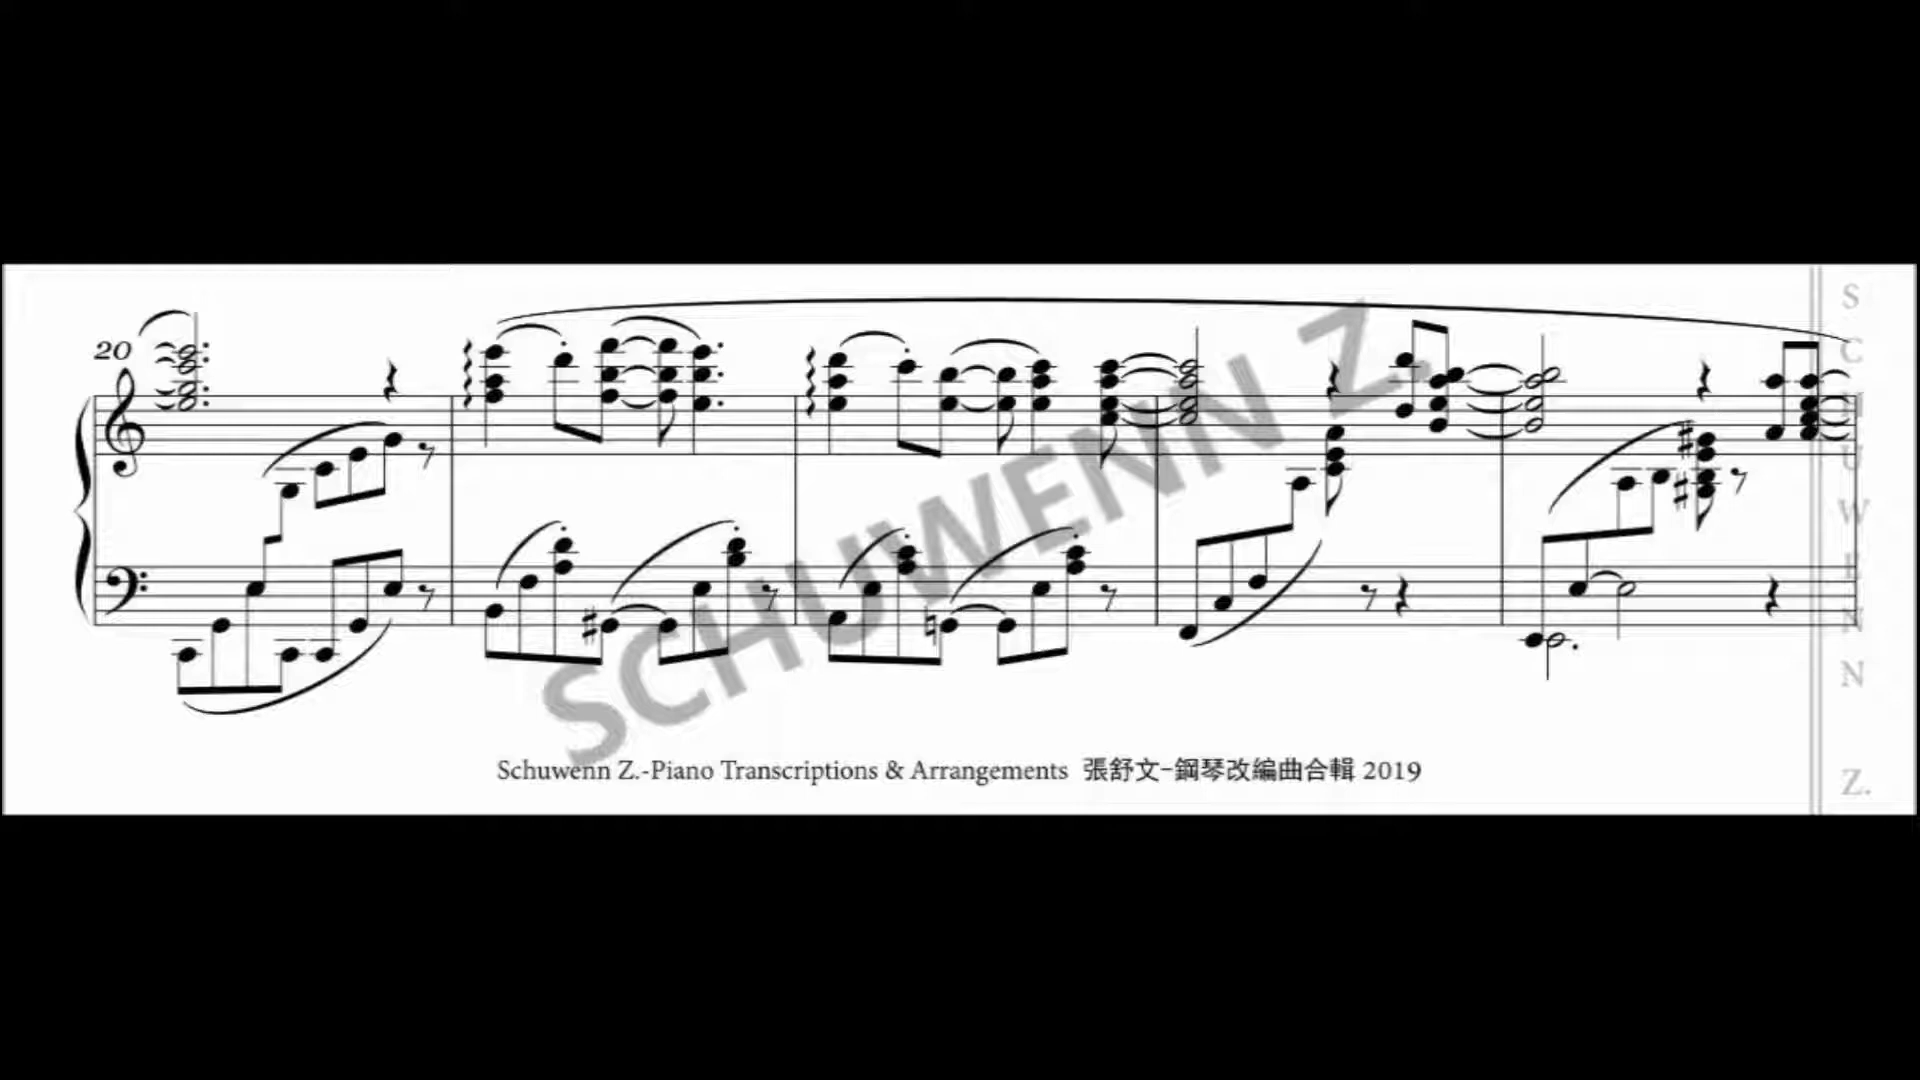 20
SCHUWENN Z.
S
C
H
U
W
E
N
N
Z.
Schuwenn Z.-Piano Transcriptions & Arrangements 張舒文-鋼琴改編曲合輯 2019